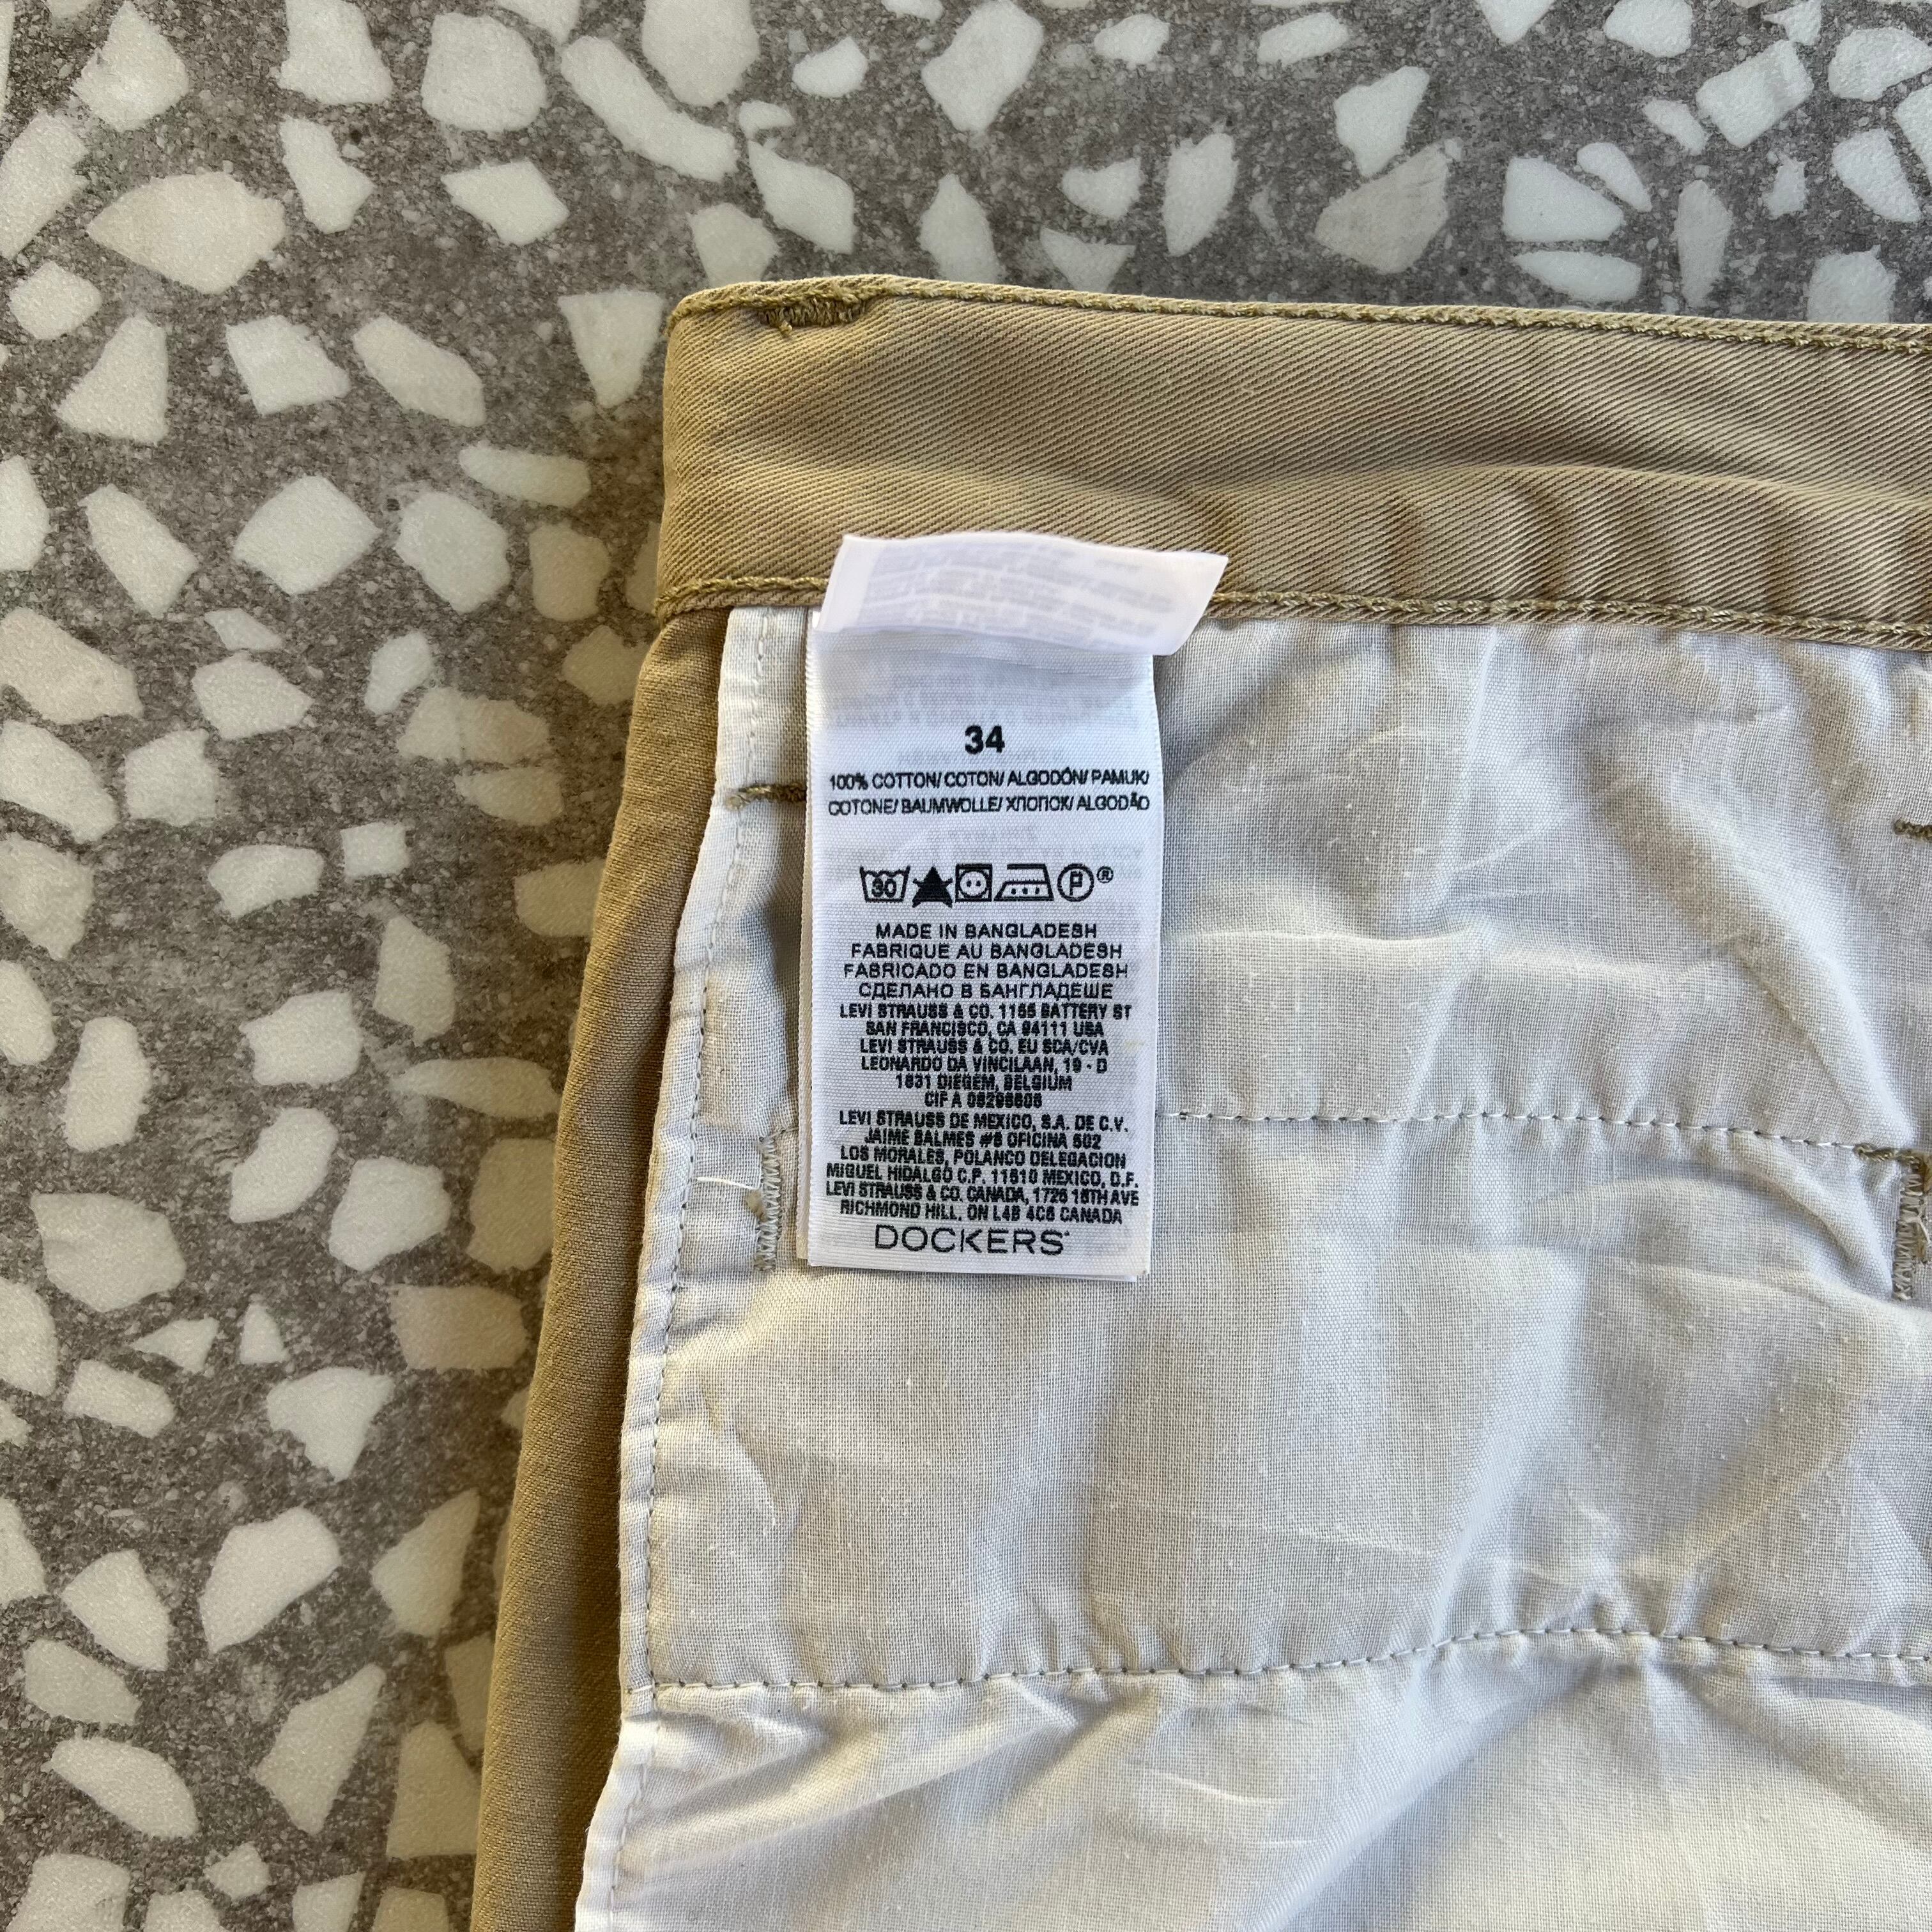 34
100% COTTON/ COTON/ ALGODÓN/ PAMUK/
COTONE/ BAUMWOLLE/ ХЛОПОК/ ALGODÃO
30 P ®
MADE IN BANGLADESH
FABRIQUE AU BANGLADESH
FABRICADO EN BANGLADESH
СДЕЛАНО В БАНГЛАДЕШЕ
LEVI STRAUSS & CO. 1155 BATTERY ST
SAN FRANCISCO, CA 94111 USA
LEVI STRAUSS & CO. EU SCA/CVA
LEONARDO DA VINCILAAN, 19 - D
1831 DIEGEM, BELGIUM
CIF A 08296605
LEVI STRAUSS DE MEXICO, S.A. DE C.V.
JAIME BALMES #8 OFICINA 502
LOS MORALES, POLANCO DELEGACION
MIGUEL HIDALGO C.P. 11510 MEXICO, D.F.
LEVI STRAUSS & CO. CANADA, 1725 16TH AVE
RICHMOND HILL, ON L4B 4C6 CANADA
DOCKERS